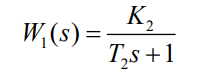 W₁(s) = K₂ / (T₂s + 1)